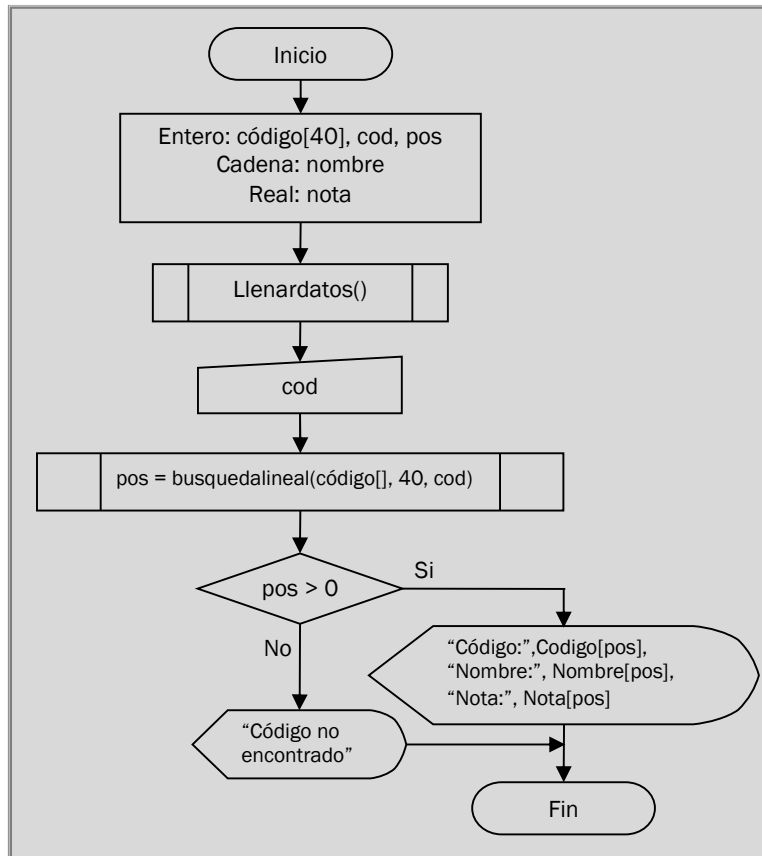 Inicio
Entero: código[40], cod, pos
Cadena: nombre
Real: nota
Llenardatos()
cod
pos = busquedalineal(código[], 40, cod)
pos > 0
Si
No
“Código:”,Codigo[pos],
“Nombre:”, Nombre[pos],
“Nota:”, Nota[pos]
“Código no
encontrado”
Fin